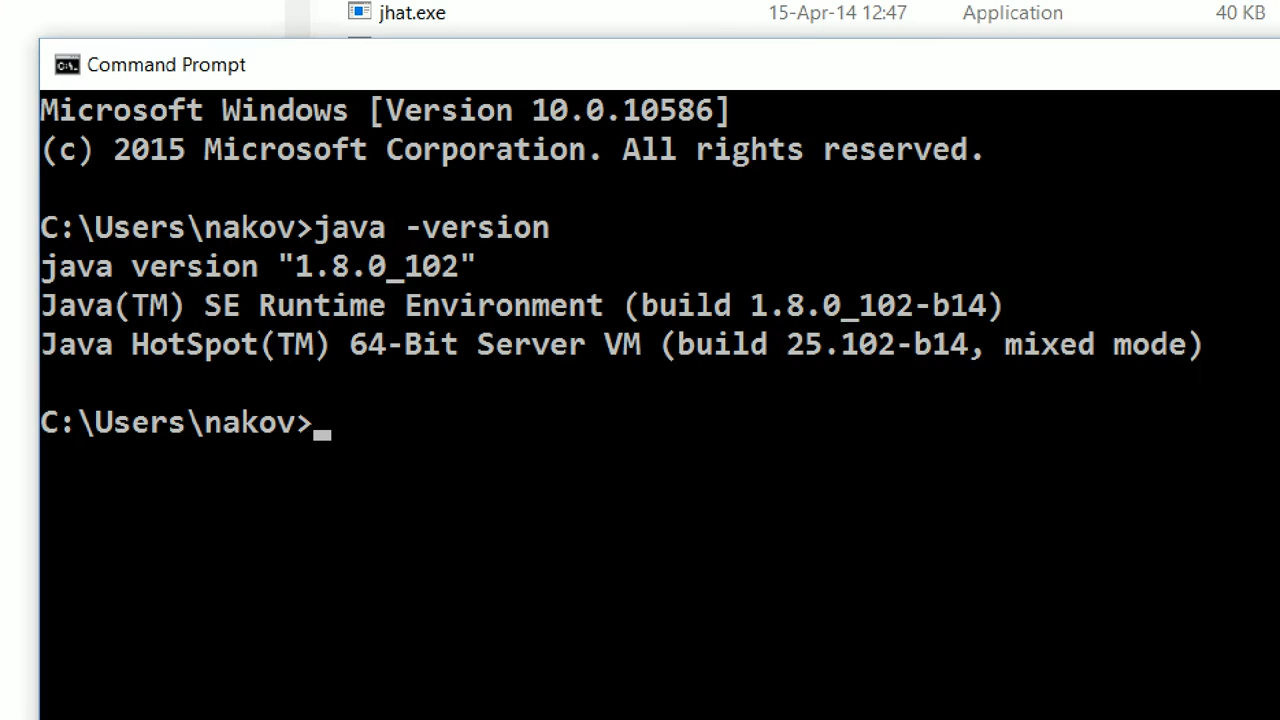 jhat.exe 15-Apr-14 12:47 Application 40 KB
Command Prompt
Microsoft Windows [Version 10.0.10586]
(c) 2015 Microsoft Corporation. All rights reserved.
C:\Users\nakov>java -version
java version "1.8.0_102"
Java(TM) SE Runtime Environment (build 1.8.0_102-b14)
Java HotSpot(TM) 64-Bit Server VM (build 25.102-b14, mixed mode)
C:\Users\nakov>